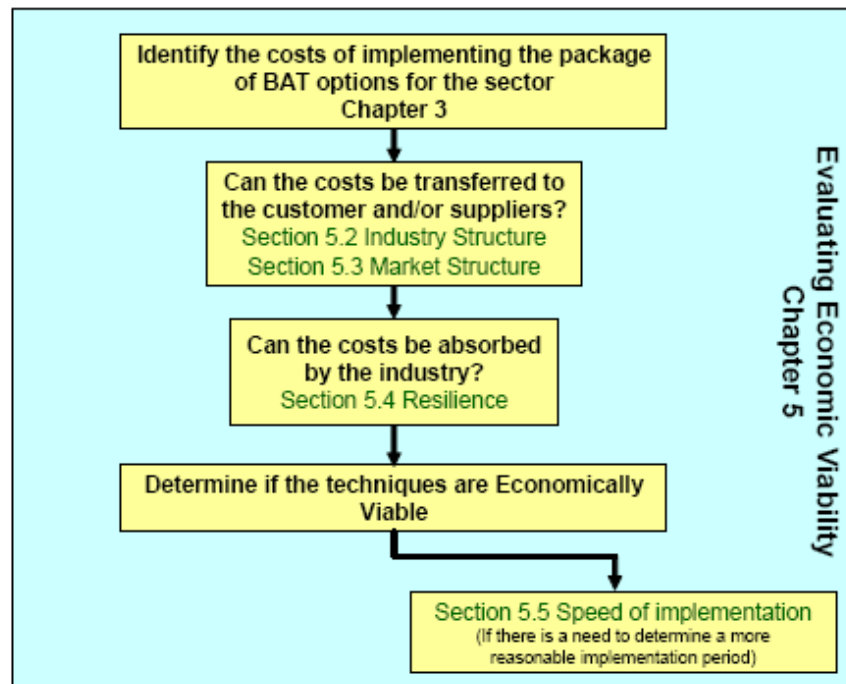 Identify the costs of implementing the package
of BAT options for the sector
Chapter 3
Can the costs be transferred to
the customer and/or suppliers?
Section 5.2 Industry Structure
Section 5.3 Market Structure
Can the costs be absorbed
by the industry?
Section 5.4 Resilience
Determine if the techniques are Economically
Viable
Section 5.5 Speed of implementation
(If there is a need to determine a more
reasonable implementation period)
Evaluating Economic Viability
Chapter 5